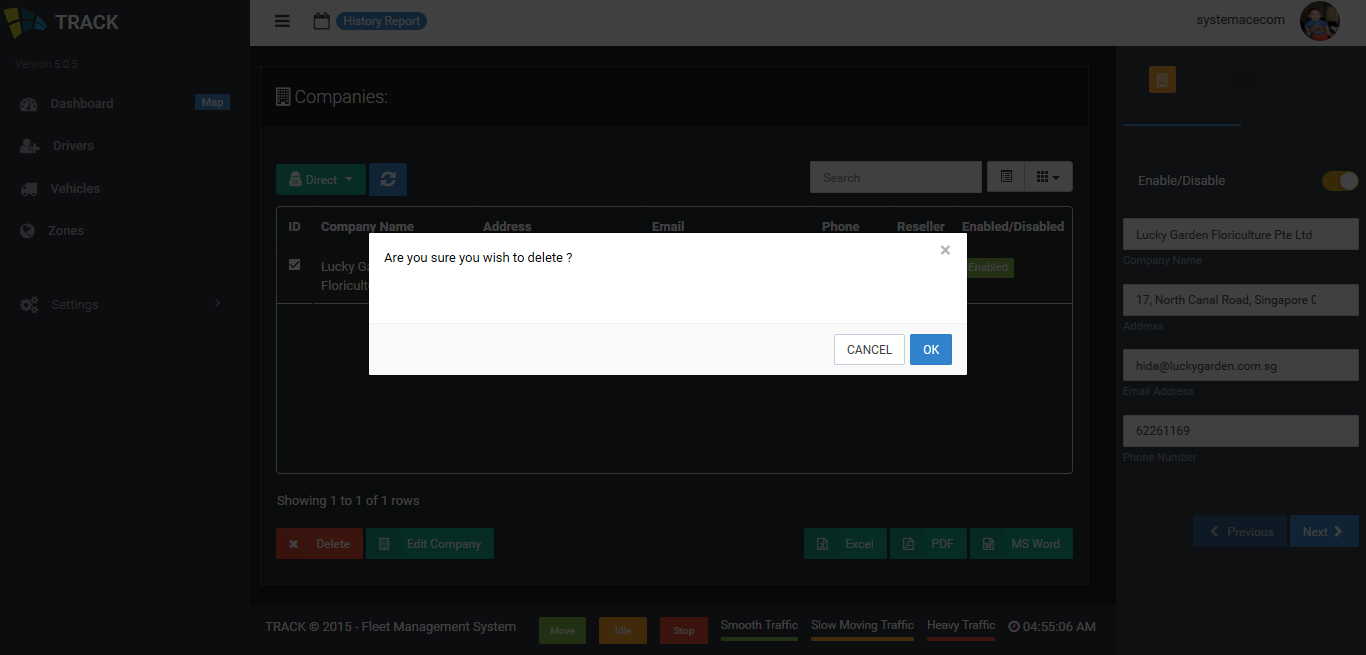 TRACK
History Report
systemacecom
Version 5.0.5
Dashboard
Map
Drivers
Vehicles
Zones
Settings
Companies:
Direct
Search
ID
Company Name
Address
Email
Phone
Reseller
Enabled/Disabled
Lucky Ga
Floricult
Enabled
Are you sure you wish to delete ?
×
CANCEL
OK
Showing 1 to 1 of 1 rows
Delete
Edit Company
Excel
PDF
MS Word
Enable/Disable
Lucky Garden Floriculture Pte Ltd
Company Name
17, North Canal Road, Singapore
Address
hida@luckygarden.com.sg
Email Address
62261169
Phone Number
Previous
Next
TRACK © 2015 - Fleet Management System
Move
Idle
Stop
Smooth Traffic
Slow Moving Traffic
Heavy Traffic
04:55:06 AM